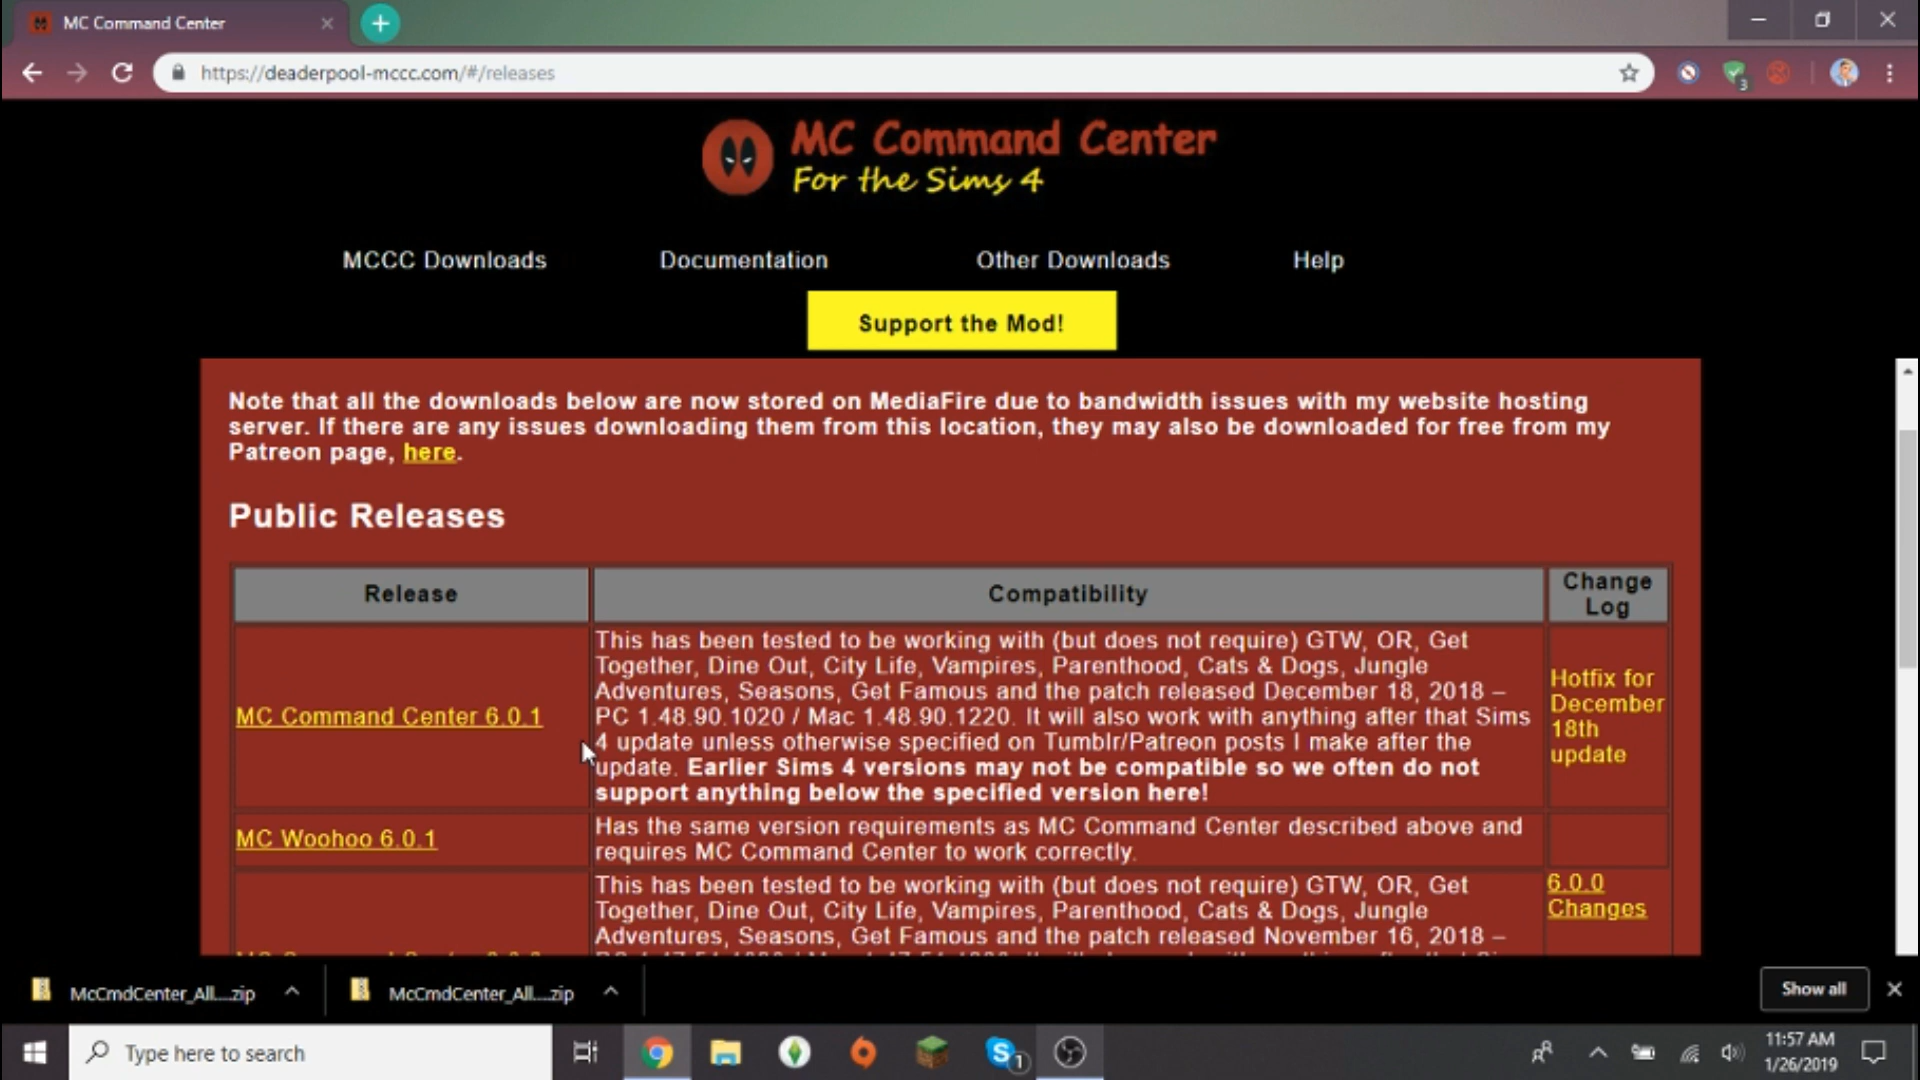 MC Command Center
https://deaderpool-mccc.com/#/releases
3
MC Command Center
For the Sims 4
MCCC Downloads
Documentation
Other Downloads
Help
Support the Mod!
Note that all the downloads below are now stored on MediaFire due to bandwidth issues with my website hosting
server. If there are any issues downloading them from this location, they may also be downloaded for free from my
Patreon page, here.
Public Releases
Release
Compatibility
Change
Log
MC Command Center 6.0.1
This has been tested to be working with (but does not require) GTW, OR, Get
Together, Dine Out, City Life, Vampires, Parenthood, Cats & Dogs, Jungle
Adventures, Seasons, Get Famous and the patch released December 18, 2018 –
PC 1.48.90.1020 / Mac 1.48.90.1220. It will also work with anything after that Sims
4 update unless otherwise specified on Tumblr/Patreon posts I make after the
update. Earlier Sims 4 versions may not be compatible so we often do not
support anything below the specified version here!
Hotfix for
December
18th
update
MC Woohoo 6.0.1
Has the same version requirements as MC Command Center described above and
requires MC Command Center to work correctly.
This has been tested to be working with (but does not require) GTW, OR, Get
Together, Dine Out, City Life, Vampires, Parenthood, Cats & Dogs, Jungle
Adventures, Seasons, Get Famous and the patch released November 16, 2018 –
6.0.0
Changes
McCmdCenter_All....zip
McCmdCenter_All....zip
Show all
Type here to search
S 1
11:57 AM
1/26/2019